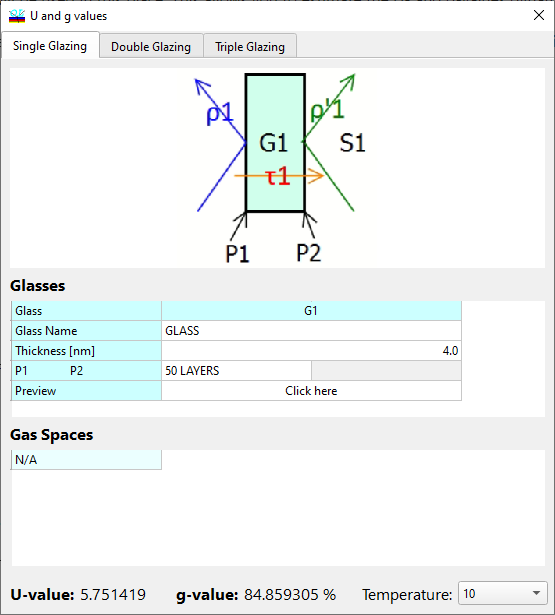 U and g values
Single Glazing Double Glazing Triple Glazing
ρ1 ρ'1
G1 S1
τ1
P1 P2
Glasses
Glass G1
Glass Name GLASS
Thickness [nm] 4.0
P1 P2 50 LAYERS
Preview Click here
Gas Spaces
N/A
U-value: 5.751419 g-value: 84.859305 % Temperature: 10